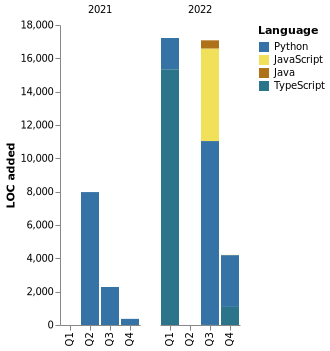 2021
2022
Language
Python
JavaScript
Java
TypeScript
LOC added
18,000
16,000
14,000
12,000
10,000
8,000
6,000
4,000
2,000
0
Q1
Q2
Q3
Q4
Q1
Q2
Q3
Q4